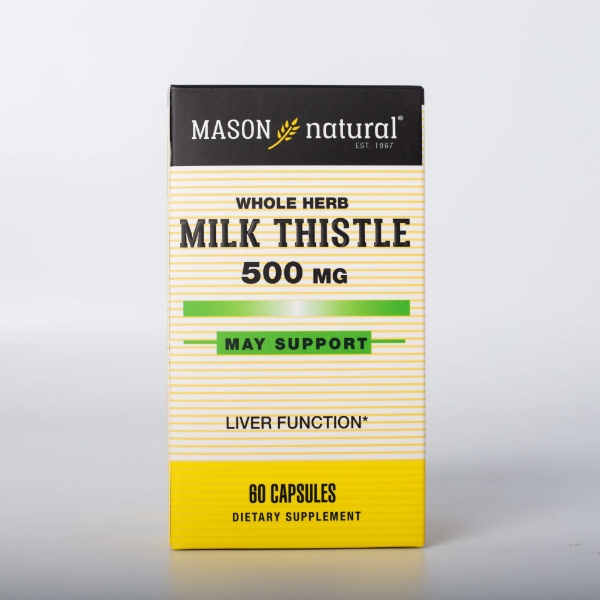 MASON natural®
EST. 1967
WHOLE HERB
MILK THISTLE
500 MG
MAY SUPPORT
LIVER FUNCTION*
60 CAPSULES
DIETARY SUPPLEMENT